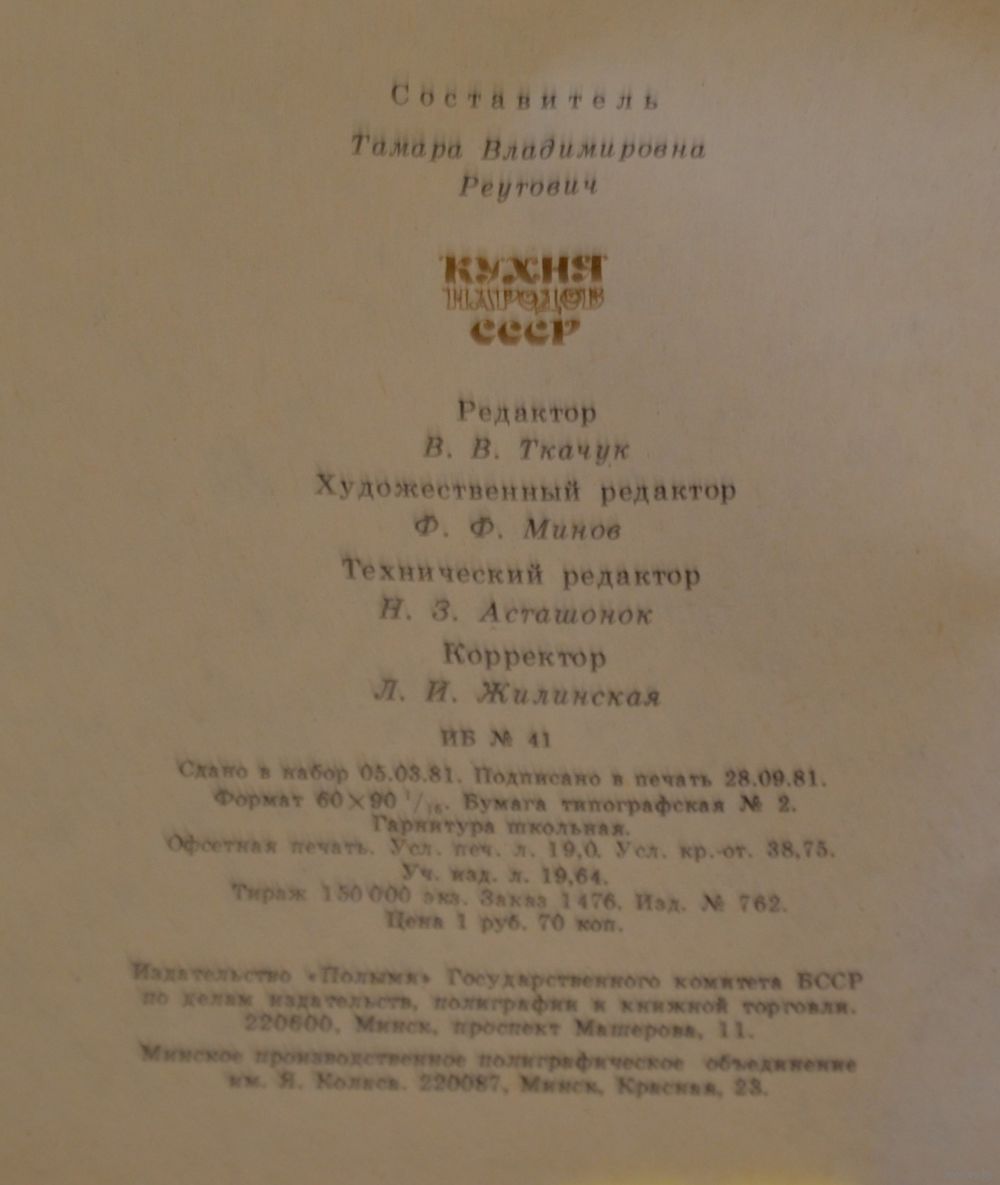 Составитель
Тамара Владимировна
Реутович
КУХНЯ
НАРОДОВ
СССР
Редактор
В. В. Ткачук
Художественный редактор
Ф. Ф. Минов
Технический редактор
Н. З. Асташонок
Корректор
Л. И. Жилинская
ИБ № 41
Сдано в набор 05.03.81. Подписано в печать 28.09.81.
Формат 60×90 1/16. Бумага типографская № 2.
Гарнитура школьная.
Офсетная печать. Усл. печ. л. 19,0. Усл. кр.-от. 38,75.
Уч. изд. л. 19,64.
Тираж 150 000 экз. Заказ 1476. Изд. № 762.
Цена 1 руб. 70 коп.
Издательство «Полымя» Государственного комитета БССР
по делам издательств, полиграфии и книжной торговли.
220600, Минск, проспект Машерова, 11.
Минское производственное полиграфическое объединение
им. Я. Коласа. 220087, Минск, Красная, 23.